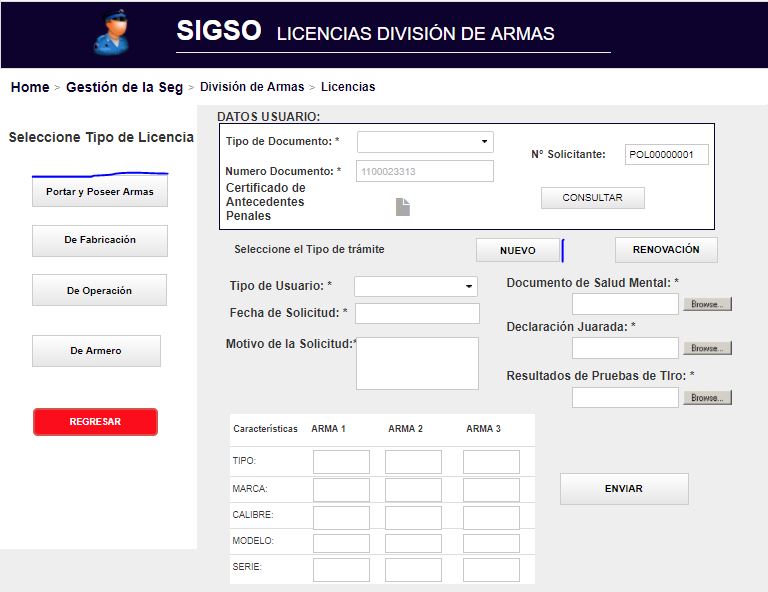 SIGSO LICENCIAS DIVISIÓN DE ARMAS
Home > Gestión de la Seg > División de Armas > Licencias
Seleccione Tipo de Licencia
Portar y Poseer Armas
De Fabricación
De Operación
De Armero
REGRESAR
DATOS USUARIO:
Tipo de Documento: *
Numero Documento: * 1100023313
Certificado de
Antecedentes
Penales
N° Solicitante: POL00000001
CONSULTAR
Seleccione el Tipo de trámite NUEVO RENOVACIÓN
Tipo de Usuario: *
Fecha de Solicitud: *
Motivo de la Solicitud:*
Documento de Salud Mental: *
Browse...
Declaración Juarada: *
Browse...
Resultados de Pruebas de TIro: *
Browse...
Características ARMA 1 ARMA 2 ARMA 3
TIPO:
MARCA:
CALIBRE:
MODELO:
SERIE:
ENVIAR